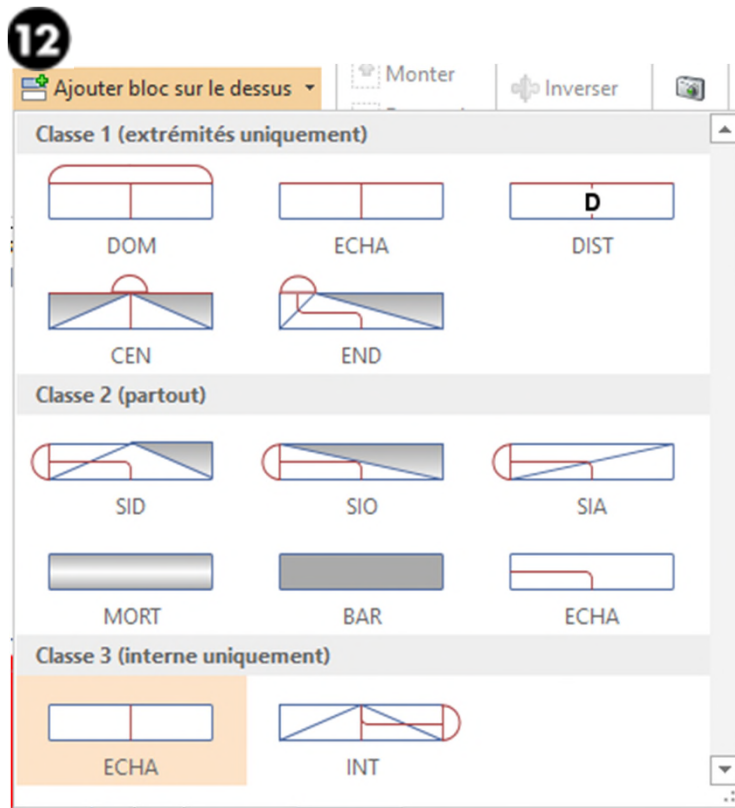 12
Ajouter bloc sur le dessus
Monter
Inverser
Classe 1 (extrémités uniquement)
DOM ECHA DIST
D
CEN END
Classe 2 (partout)
SID SIO SIA
MORT BAR ECHA
Classe 3 (interne uniquement)
ECHA INT